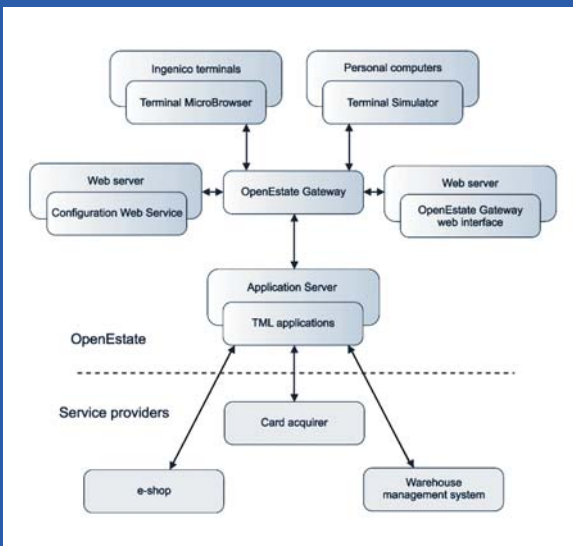 Ingenico terminals
Terminal MicroBrowser
Personal computers
Terminal Simulator
Web server
Configuration Web Service
OpenEstate Gateway
Web server
OpenEstate Gateway
web interface
Application Server
TML applications
OpenEstate
Service providers
Card acquirer
e-shop
Warehouse
management system